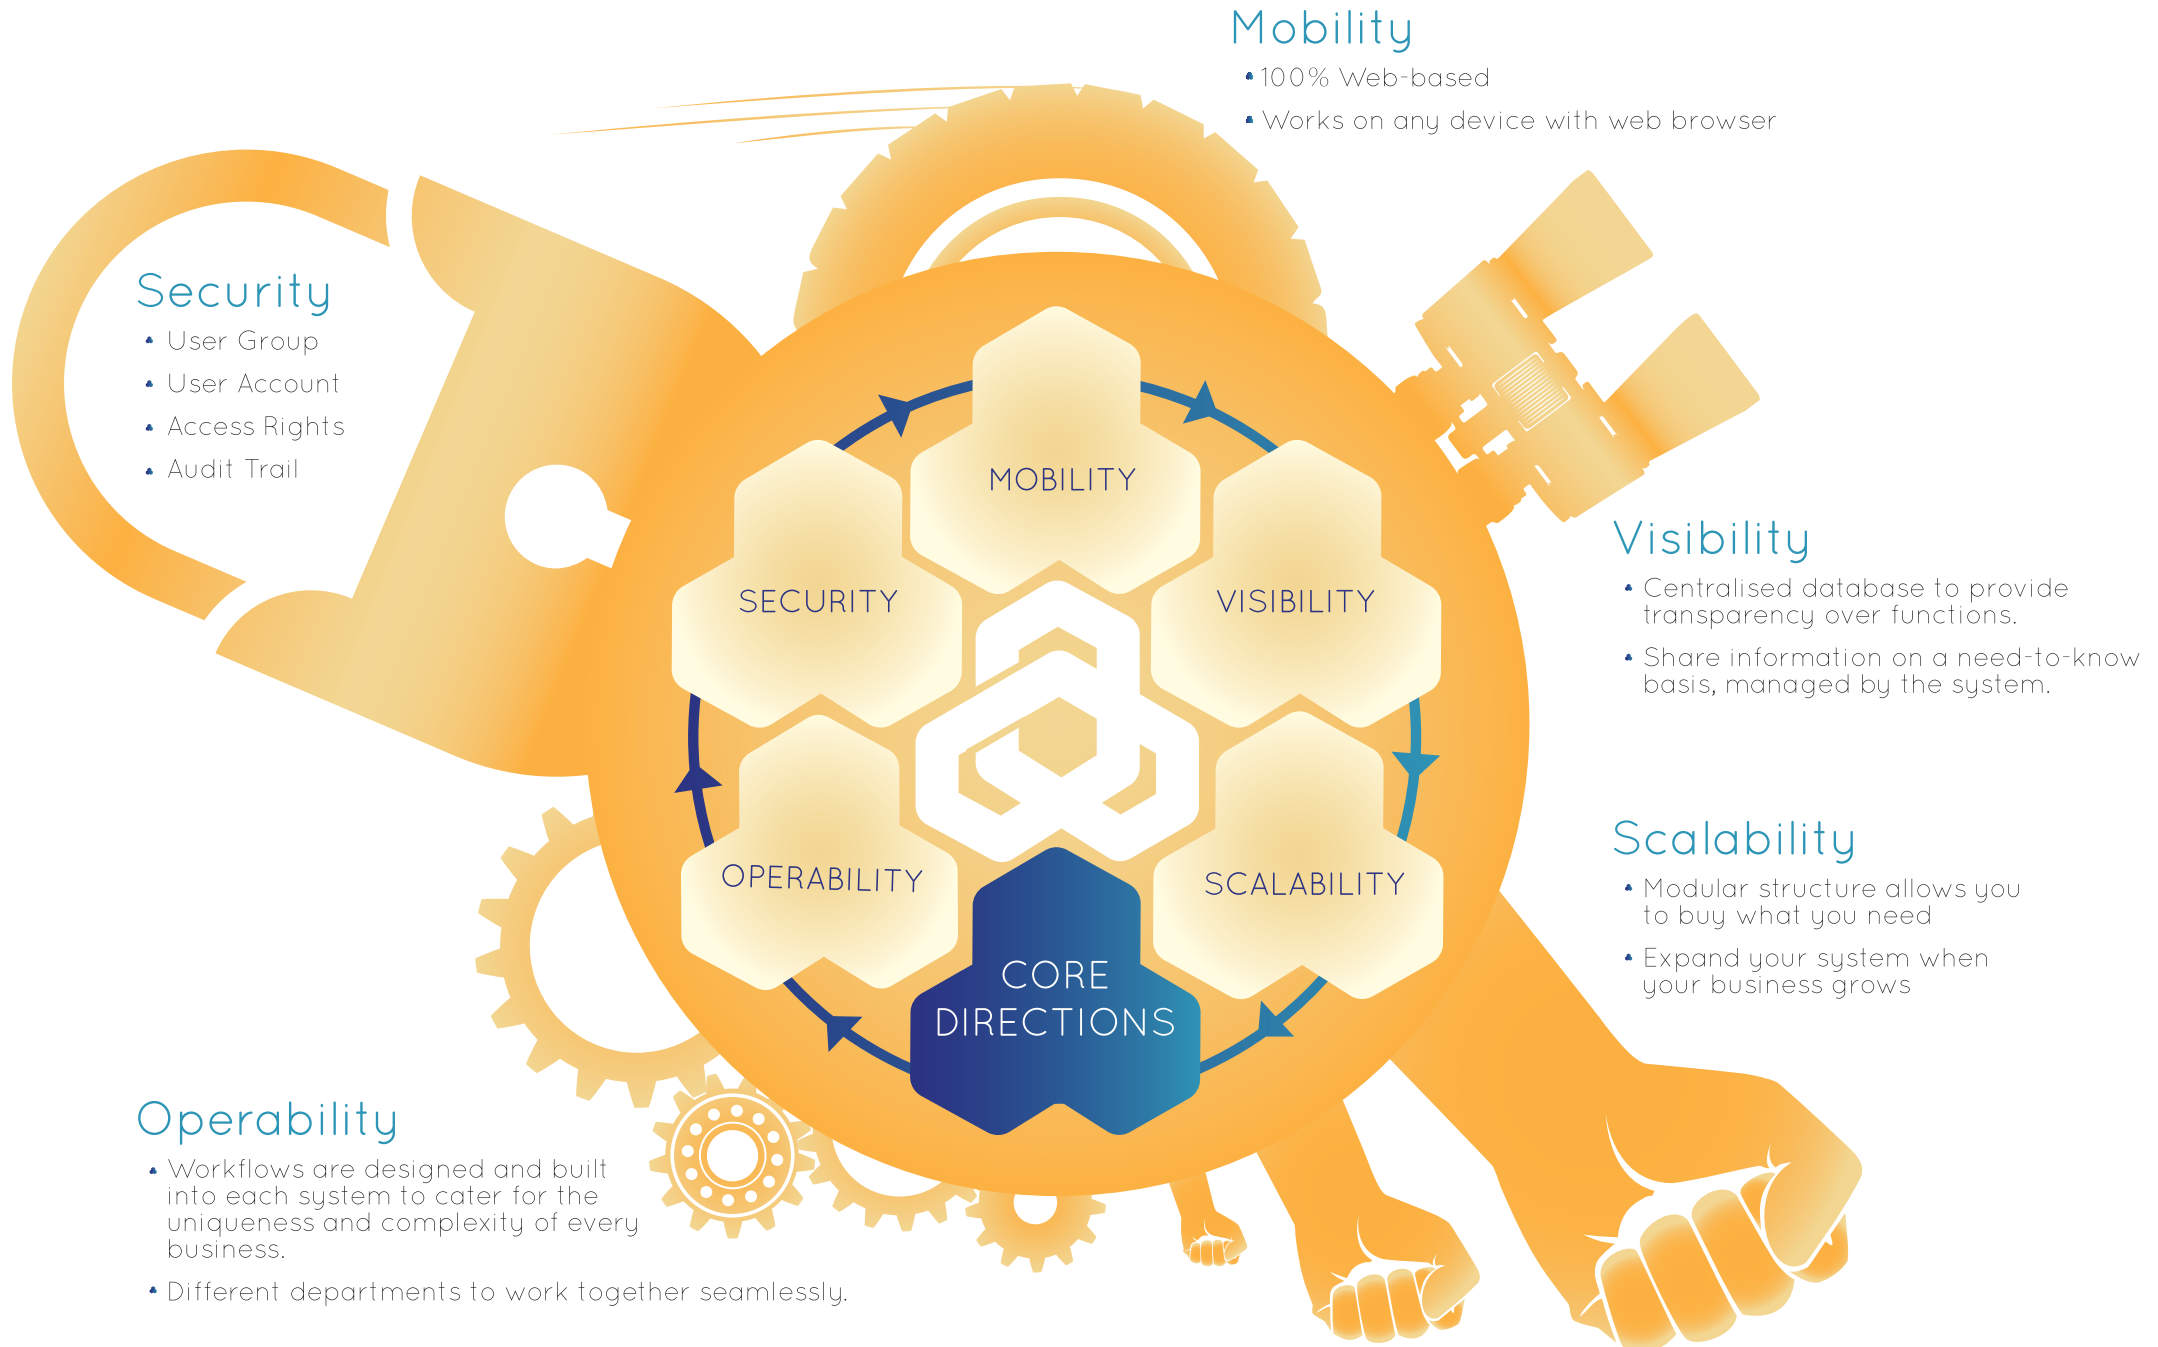 Mobility
100% Web-based
Works on any device with web browser
Security
User Group
User Account
Access Rights
Audit Trail
MOBILITY
SECURITY
VISIBILITY
OPERABILITY
SCALABILITY
CORE
DIRECTIONS
Visibility
Centralised database to provide
transparency over functions.
Share information on a need-to-know
basis, managed by the system.
Scalability
Modular structure allows you
to buy what you need
Expand your system when
your business grows
Operability
Workflows are designed and built
into each system to cater for the
uniqueness and complexity of every
business.
Different departments to work together seamlessly.